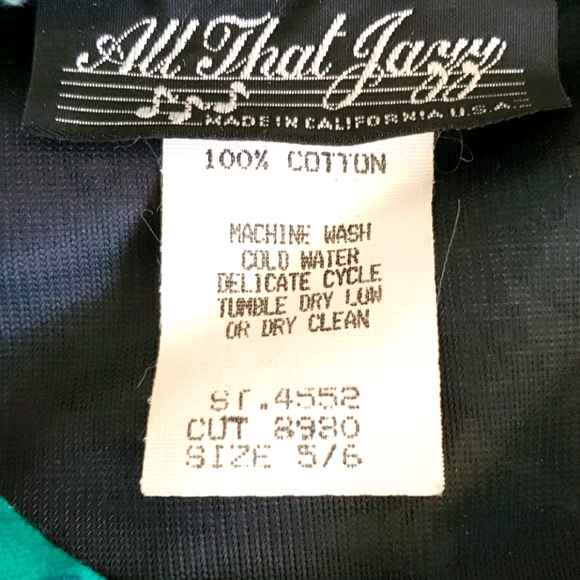 All That Jazz
MADE IN CALIFORNIA U.S.A.
100% COTTON
MACHINE WASH
COLD WATER
DELICATE CYCLE
TUMBLE DRY LOW
OR DRY CLEAN
ST.4552
CUT 8980
SIZE 5/6